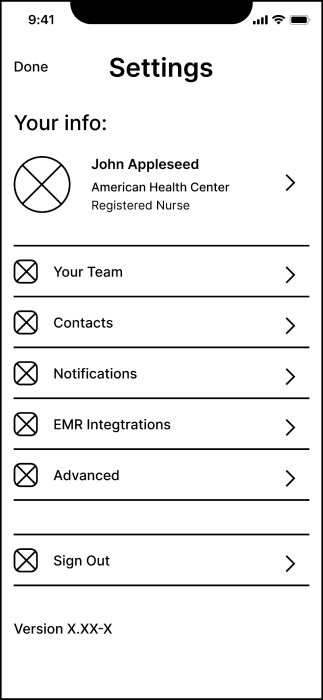 9:41
Done
Settings
Your info:
John Appleseed
American Health Center
Registered Nurse
Your Team
Contacts
Notifications
EMR Integtrations
Advanced
Sign Out
Version X.XX-X